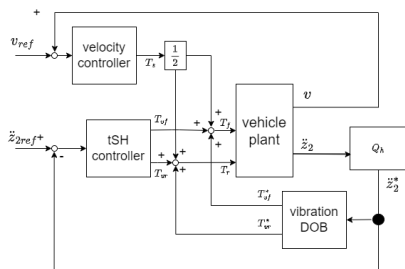 +
v_ref
velocity
controller
T_s
1/2
+
+
v
z̈_2ref+
-
tSH
controller
T_vf
T_vr
+
+
+
+
+
T_f
T_r
vehicle
plant
z̈_2
Q_h
z̈_2^*
T_vf^*
T_vr^*
vibration
DOB